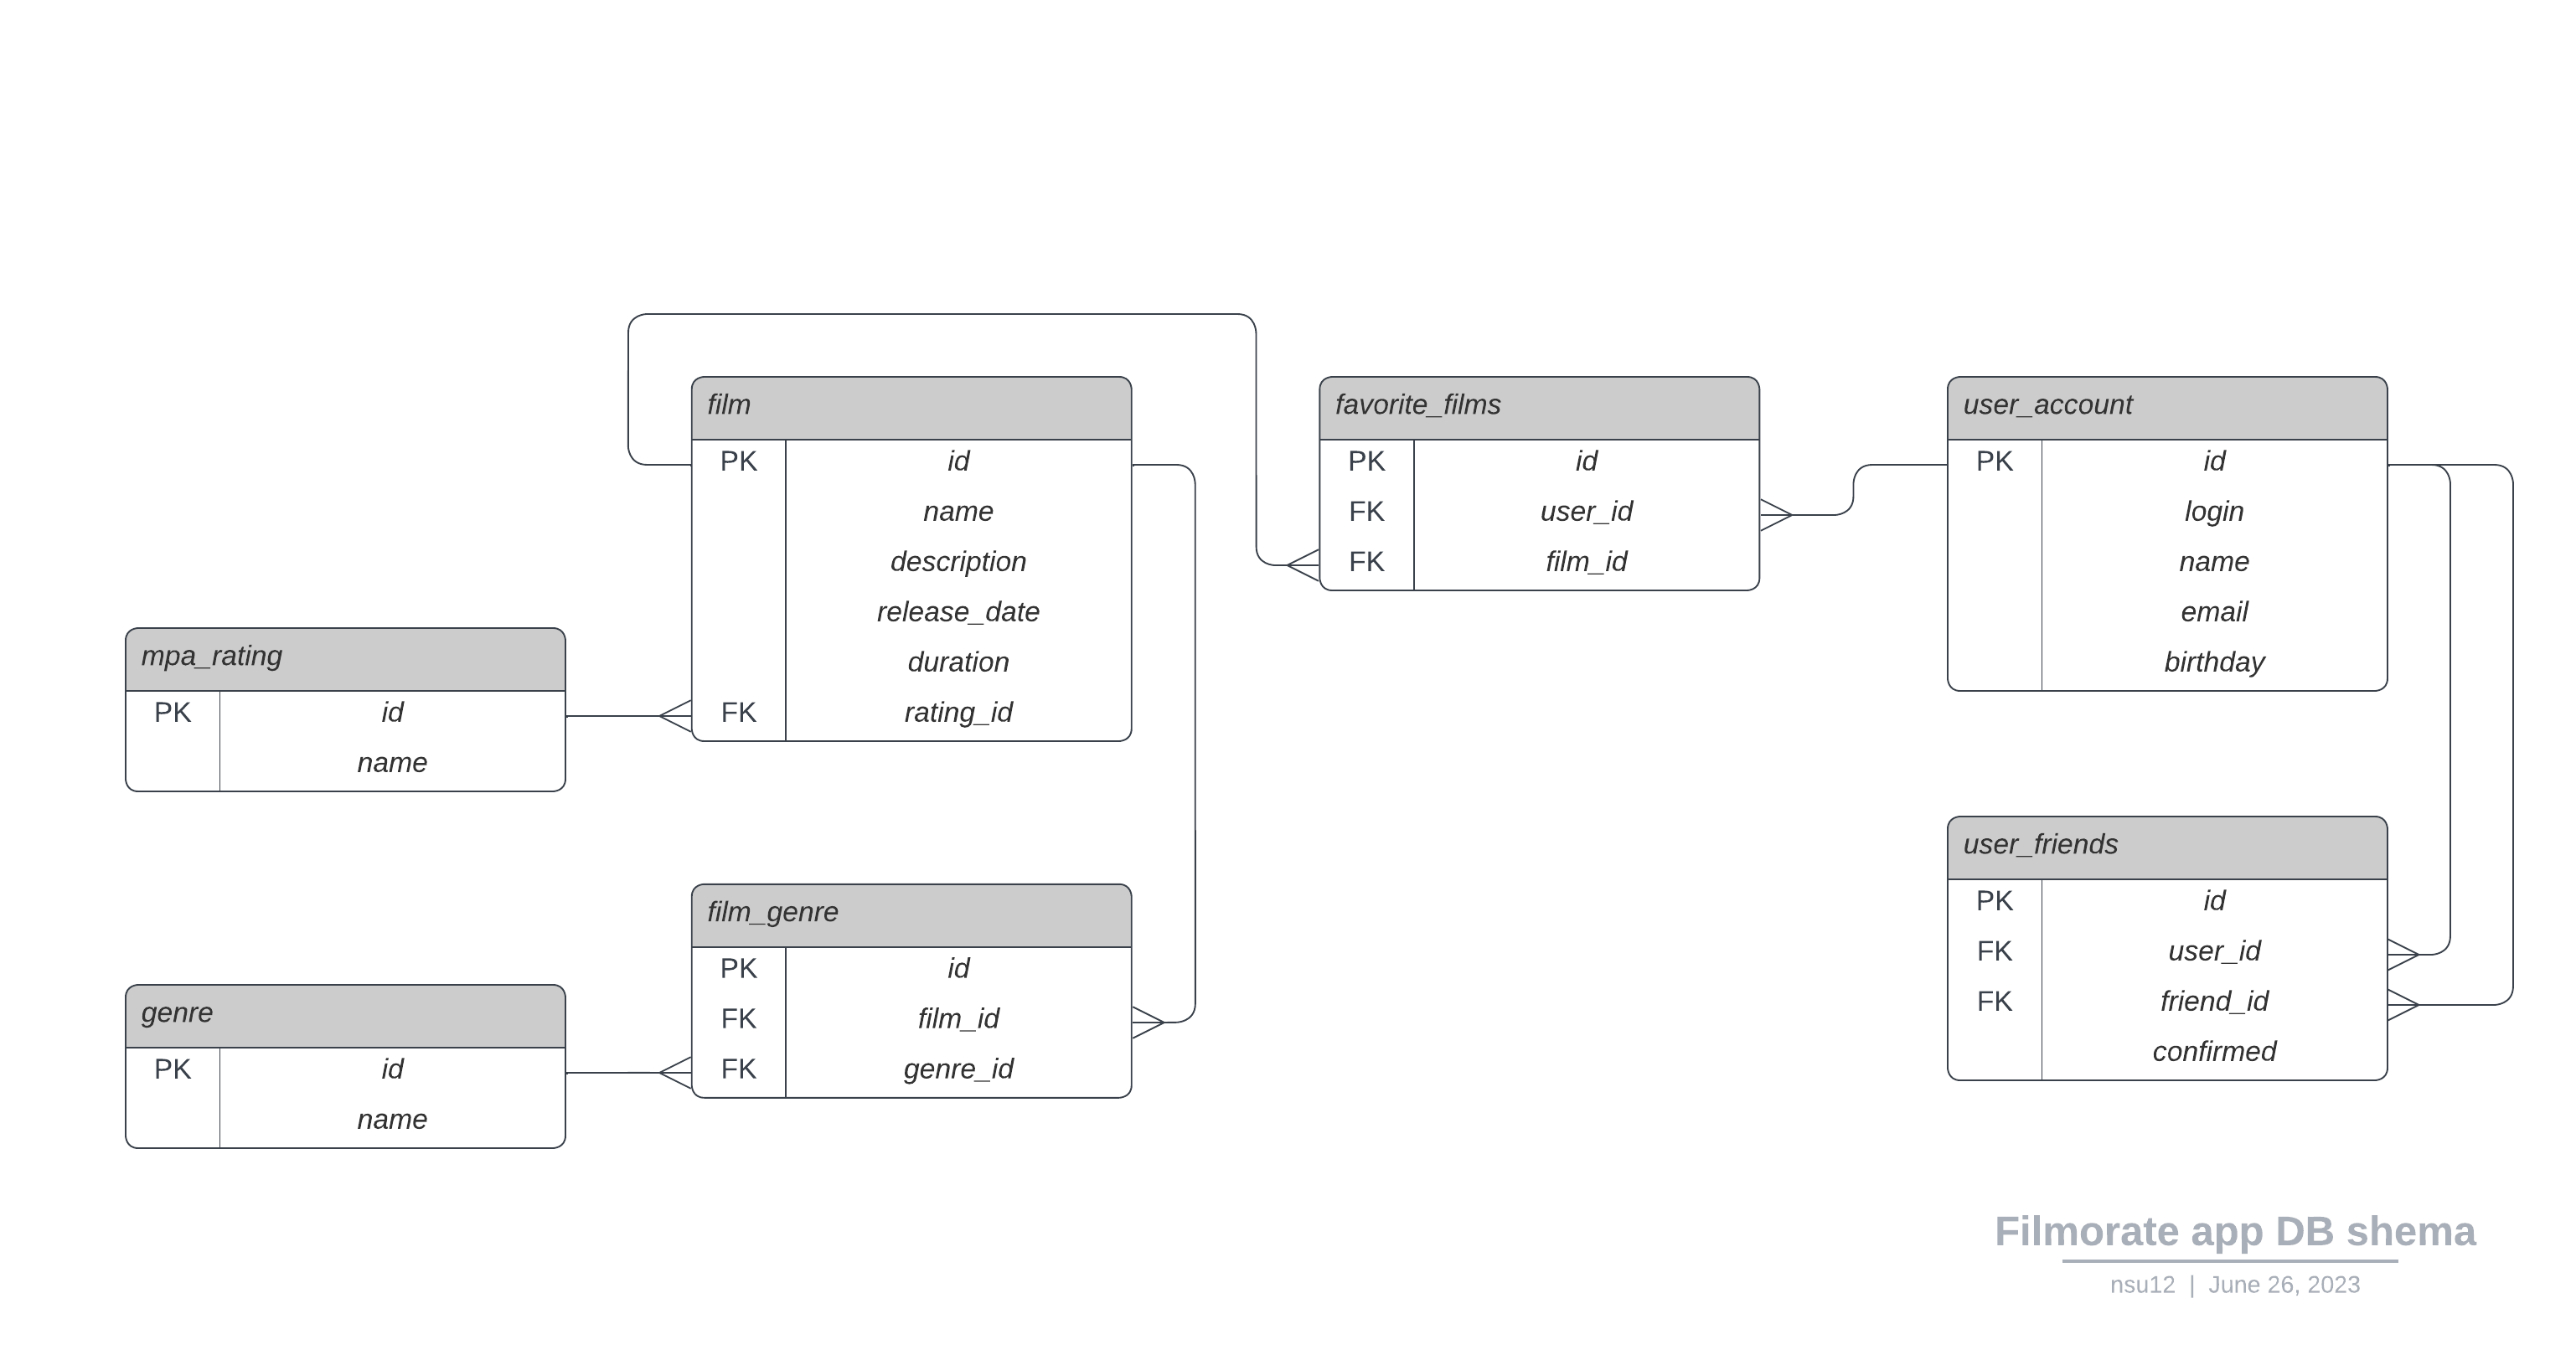 film
PK id
name
description
release_date
duration
FK rating_id
favorite_films
PK id
FK user_id
FK film_id
user_account
PK id
login
name
email
birthday
mpa_rating
PK id
name
user_friends
PK id
FK user_id
FK friend_id
confirmed
film_genre
PK id
FK film_id
FK genre_id
genre
PK id
name
Filmorate app DB shema
nsu12 | June 26, 2023